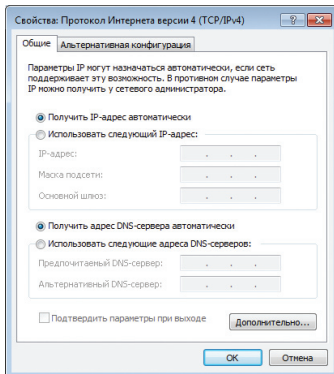 Свойства: Протокол Интернета версии 4 (TCP/IPv4)
Общие Альтернативная конфигурация
Параметры IP могут назначаться автоматически, если сеть
поддерживает эту возможность. В противном случае параметры
IP можно получить у сетевого администратора.
Получить IP-адрес автоматически
Использовать следующий IP-адрес:
IP-адрес:
Маска подсети:
Основной шлюз:
Получить адрес DNS-сервера автоматически
Использовать следующие адреса DNS-серверов:
Предпочитаемый DNS-сервер:
Альтернативный DNS-сервер:
Подтвердить параметры при выходе
Дополнительно...
ОК Отмена